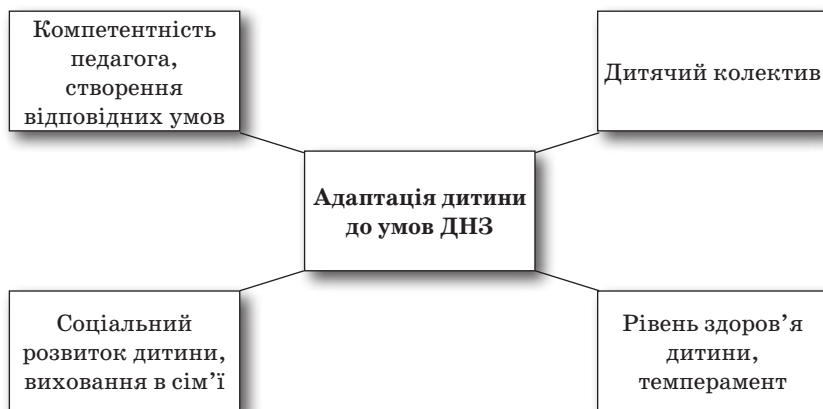 Компетентність
педагога,
створення
відповідних умов
Дитячий колектив
Адаптація дитини
до умов ДНЗ
Соціальний
розвиток дитини,
виховання в сім’ї
Рівень здоров’я
дитини,
темперамент